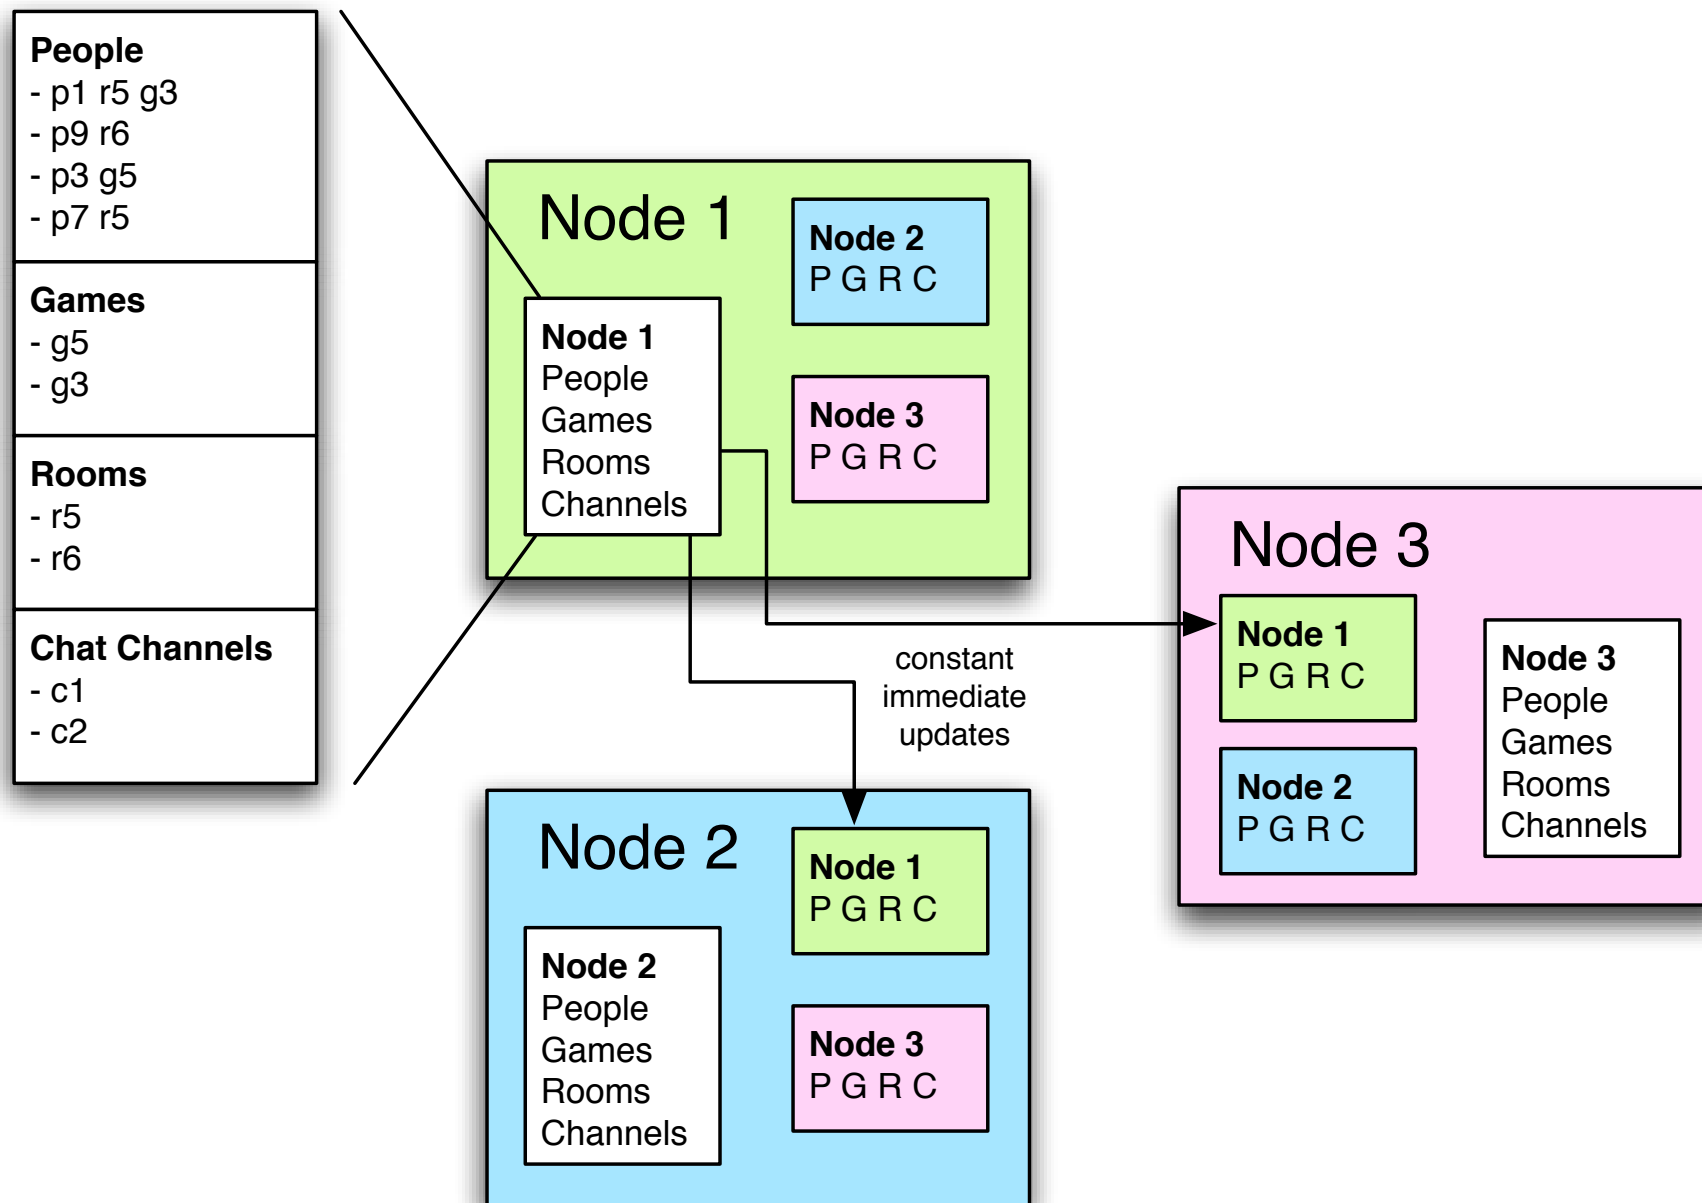 People
- p1 r5 g3
- p9 r6
- p3 g5
- p7 r5
Games
- g5
- g3
Rooms
- r5
- r6
Chat Channels
- c1
- c2
Node 1
Node 1
People
Games
Rooms
Channels
Node 2
P G R C
Node 3
P G R C
constant
immediate
updates
Node 3
Node 1
P G R C
Node 2
P G R C
Node 3
People
Games
Rooms
Channels
Node 2
Node 2
People
Games
Rooms
Channels
Node 1
P G R C
Node 3
P G R C